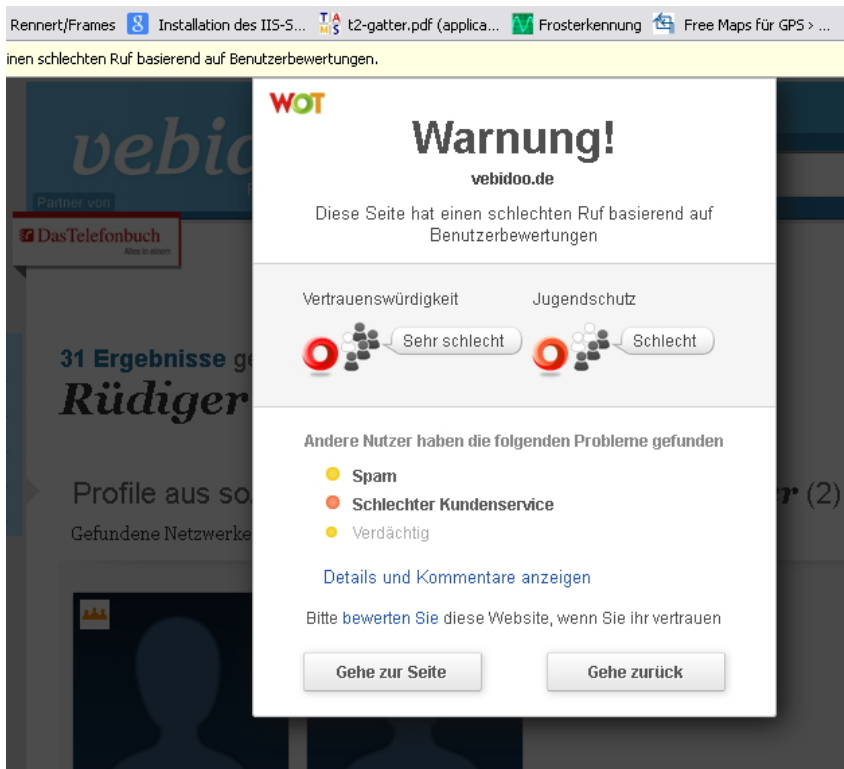 Rennert/Frames Installation des IIS-S... t2-gatter.pdf (applica... Frosterkennung Free Maps für GPS > ...
inen schlechten Ruf basierend auf Benutzerbewertungen.
WOT
Warnung!
vebidoo.de
Diese Seite hat einen schlechten Ruf basierend auf
Benutzerbewertungen
Partner von
DasTelefonbuch
Alles in einem
Vertrauenswürdigkeit Jugendschutz
Sehr schlecht Schlecht
31 Ergebnisse
Rüdiger
Andere Nutzer haben die folgenden Probleme gefunden
Spam
Schlechter Kundenservice
Verdächtig
Profile aus (2)
Gefundene Netzwerke
Details und Kommentare anzeigen
Bitte bewerten Sie diese Website, wenn Sie ihr vertrauen
Gehe zur Seite Gehe zurück